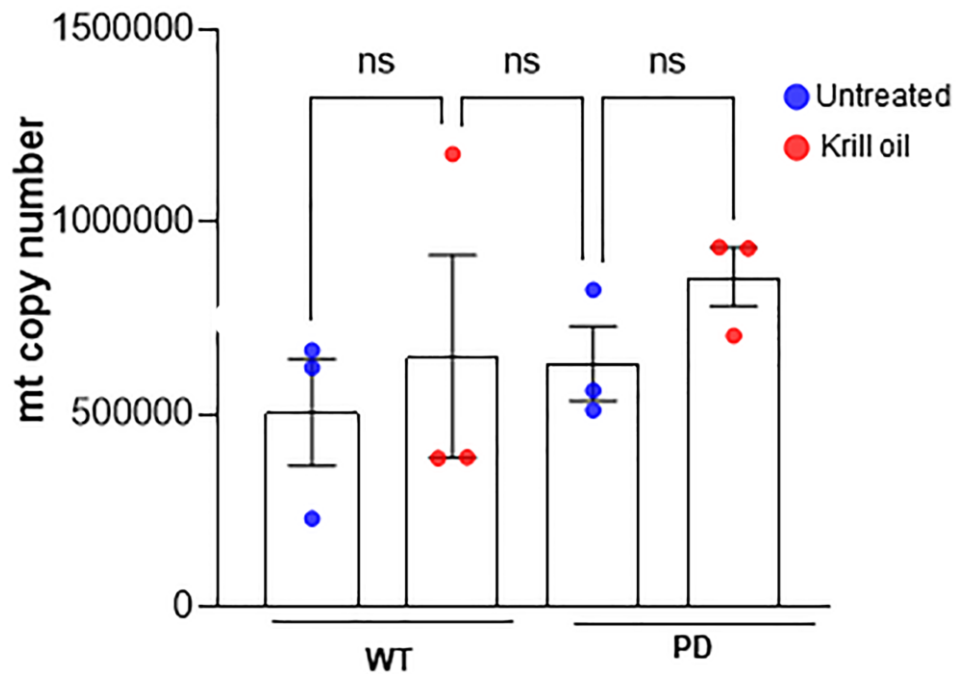 1500000
ns ns ns
Untreated
Krill oil
1000000
mt copy number
500000
0
WT
PD